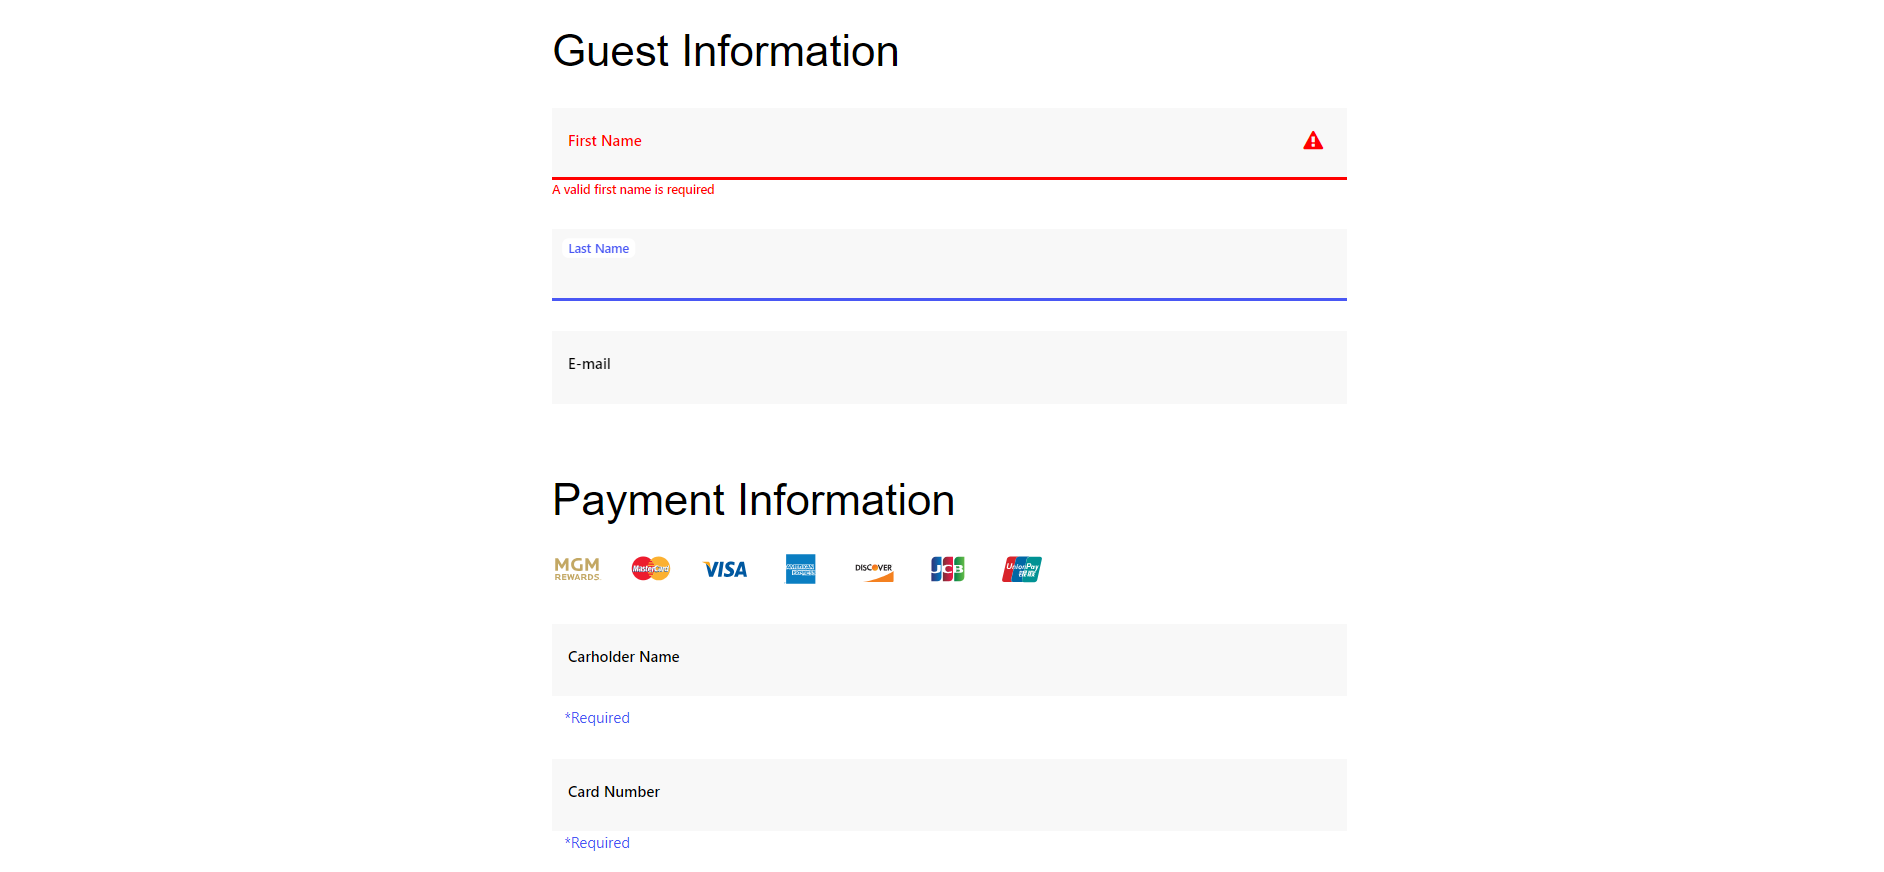 Guest Information
First Name
A valid first name is required
Last Name
E-mail
Payment Information
MGM
REWARDS
MasterCard
VISA
AMERICAN
EXPRESS
DISCOVER
JCB
UnionPay
银联
Carholder Name
*Required
Card Number
*Required